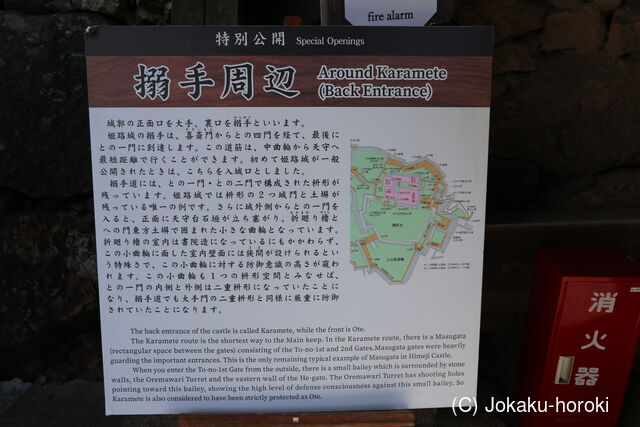 fire alarm
特別公開 Special Openings
搦手周辺 Around Karamete
(Back Entrance)
城郭の正面口を大手、裏口を搦手といいます。
姫路城の搦手は、喜斎門からとの四門を経て、最後に
との一門に到達します。この道筋は、中曲輪から天守へ
最短距離で行くことができます。初めて姫路城が一般
公開されたときは、こちらを入城口としました。
搦手道には、との一門・との二門で構成された枡形が
残っています。姫路城では枡形の2つ城門と土塀が
残っている唯一の例です。さらに城外側からとの一門を
入ると、正面に天守台石垣が立ち塞がり、折廻り櫓と
への門東方土塀で囲まれた小さな曲輪となっています。
折廻り櫓の室内は書院造になっているにもかかわらず、
この小曲輪に面した室内壁面には狭間が設けられるとい
う特殊さで、この小曲輪に対する防御意識の高さが窺わ
れます。この小曲輪も1つの枡形空間とみなせば、
との一門の内側と外側は二重枡形になっていたことに
なり、搦手道でも大手門の二重枡形と同様に厳重に防御
されていたことになります。
The back entrance of the castle is called Karamete, while the front is Ote.
The Karamete route is the shortest way to the Main keep. In the Karamete route, there is a Masugata
(rectangular space between the gates) consisting of the To-no-1st and 2nd Gates.Masugata gates were heavily
guarding the important entrances. This is the only remaining typical example of Masugata in Himeji Castle.
When you enter the To-no-1st Gate from the outside, there is a small bailey which is surrounded by stone
walls, the Oremawari Turret and the eastern wall of the He-gate. The Oremawari Turret has shooting holes
pointing toward this bailey, showing the high level of defense consciousness against this small bailey. So
Karamete is also considered to have been strictly protected as Ote.
消火器
(C) Jokaku-horoki